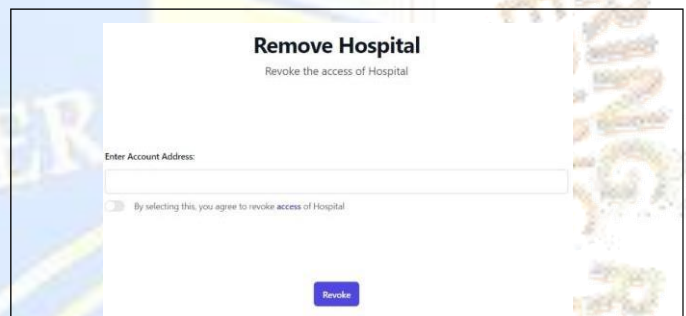 Remove Hospital
Revoke the access of Hospital
Enter Account Address:
By selecting this, you agree to revoke access of Hospital
Revoke